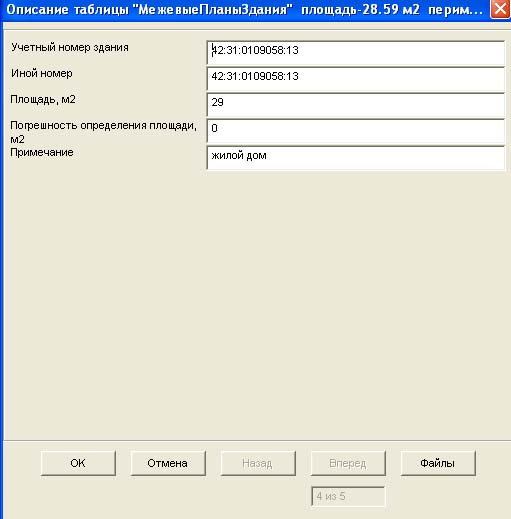 Описание таблицы "МежевыеПланыЗдания" площадь-28.59 м2 перим...
Учетный номер здания 42:31:0109058:13
Иной номер 42:31:0109058:13
Площадь, м2 29
Погрешность определения площади, 0
м2
Примечание жилой дом
OK Отмена Назад Вперед Файлы
4 из 5